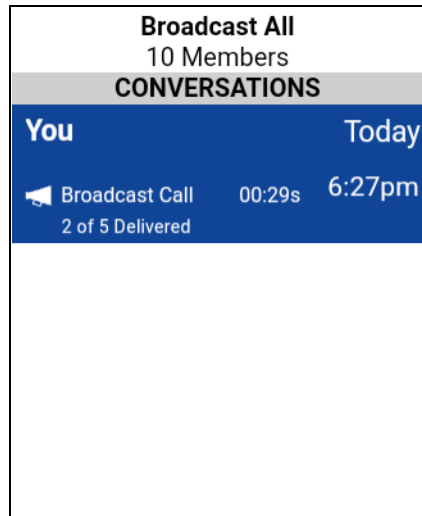 Broadcast All
10 Members
CONVERSATIONS
You Today
Broadcast Call 00:29s 6:27pm
2 of 5 Delivered